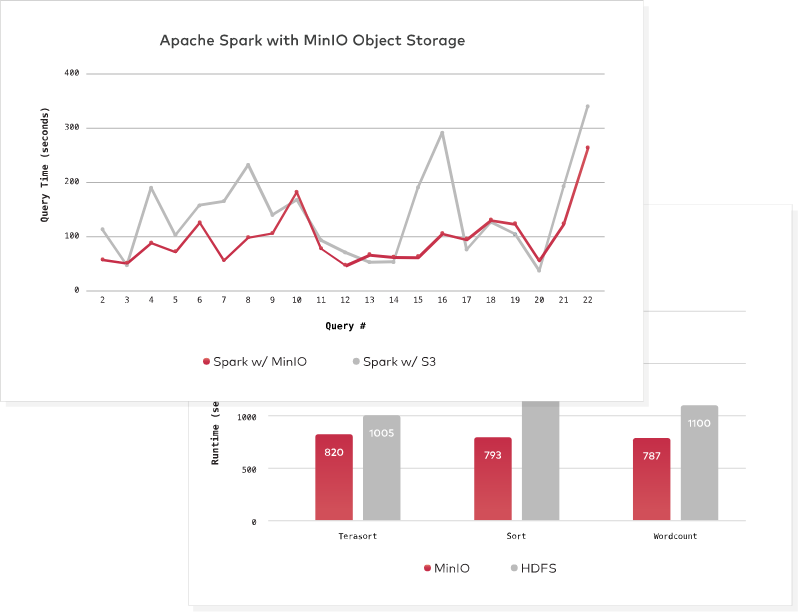 Apache Spark with MinIO Object Storage
Query Time (seconds)
400
300
200
100
0
2 3 4 5 6 7 8 9 10 11 12 13 14 15 16 17 18 19 20 21 22
Query #
Spark w/ MinIO Spark w/ S3
Runtime (se
1000
500
0
820 1005 793 787 1100
Terasort Sort Wordcount
MinIO HDFS